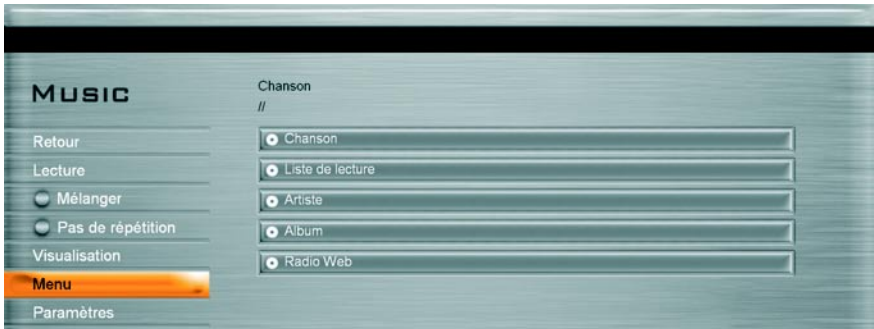 MUSIC
Retour
Lecture
Mélanger
Pas de répétition
Visualisation
Menu
Paramètres
Chanson
//
Chanson
Liste de lecture
Artiste
Album
Radio Web